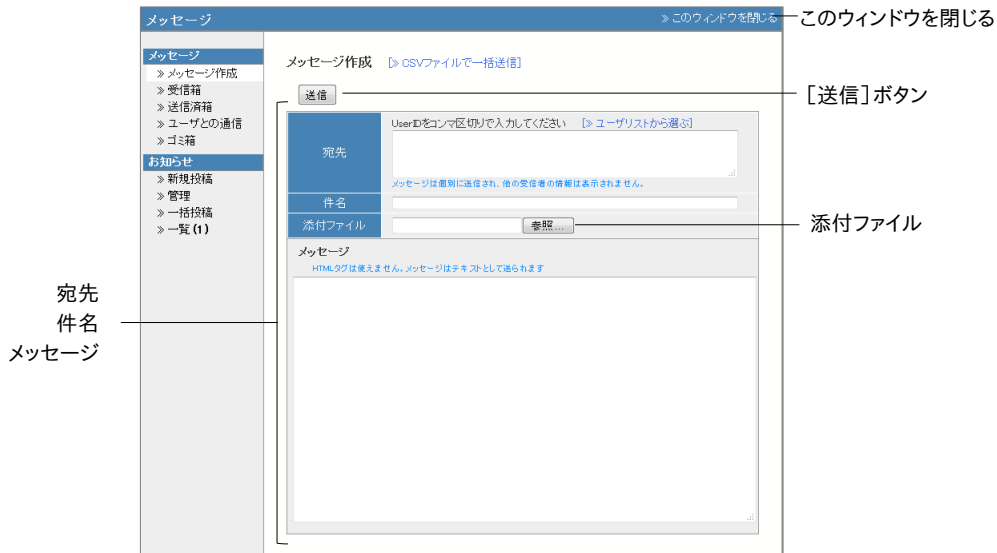 メッセージ
≫このウィンドウを閉じる
このウィンドウを閉じる
メッセージ
≫メッセージ作成
≫受信箱
≫送信済箱
≫ユーザとの通信
≫ゴミ箱
お知らせ
≫新規投稿
≫管理
≫一括投稿
≫一覧(1)
メッセージ作成 [≫CSVファイルで一括送信]
送信
［送信］ボタン
宛先
UserIDをコンマ区切りで入力してください [≫ユーザリストから選ぶ]
メッセージは個別に送信され、他の受信者の情報は表示されません。
件名
添付ファイル
参照...
添付ファイル
メッセージ
HTMLタグは使えません。メッセージはテキストとして送られます
宛先
件名
メッセージ